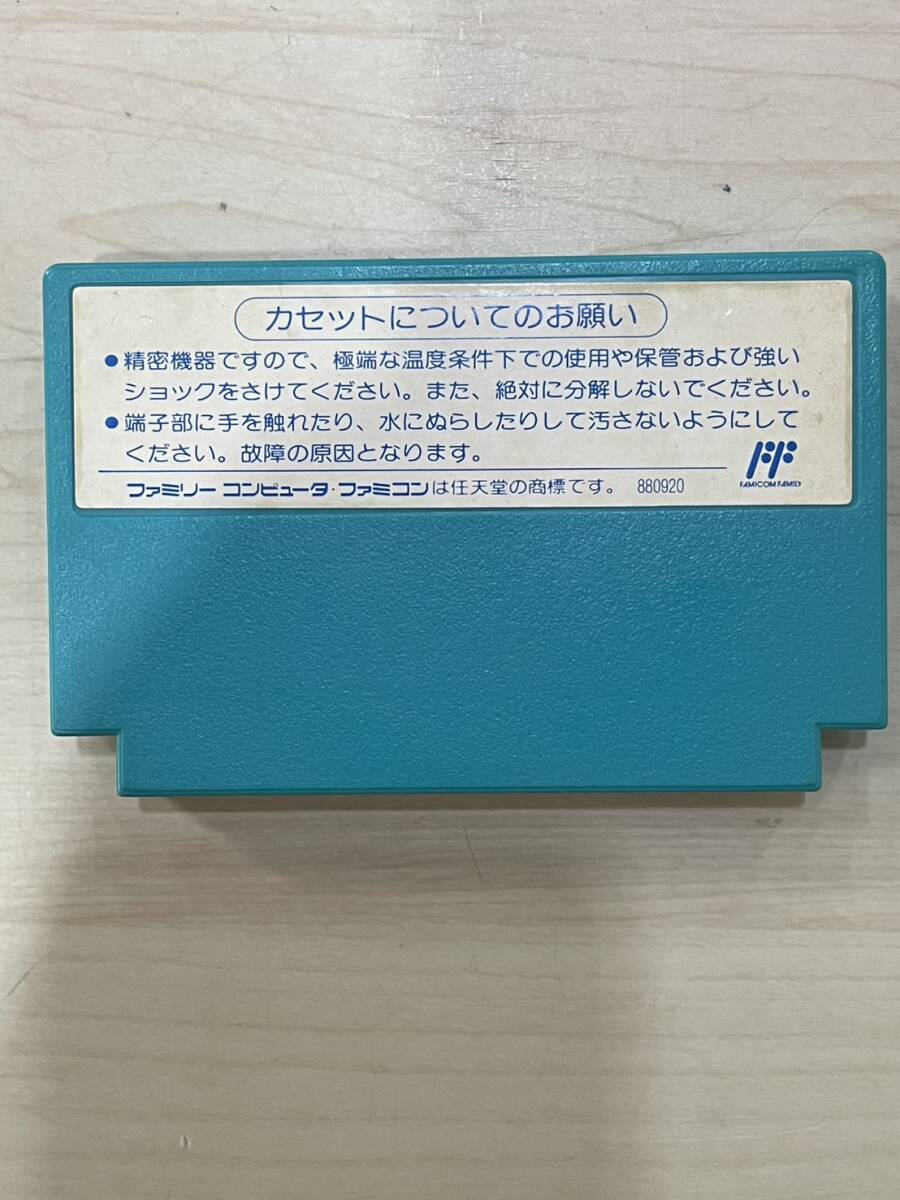 カセットについてのお願い
●精密機器ですので、極端な温度条件下での使用や保管および強い
ショックをさけてください。また、絶対に分解しないでください。
●端子部に手を触れたり、水にぬらしたりして汚さないようにして
ください。故障の原因となります。
ファミリー コンピュータ・ファミコンは任天堂の商標です。 880920
FF
FAMICOM FAMILY